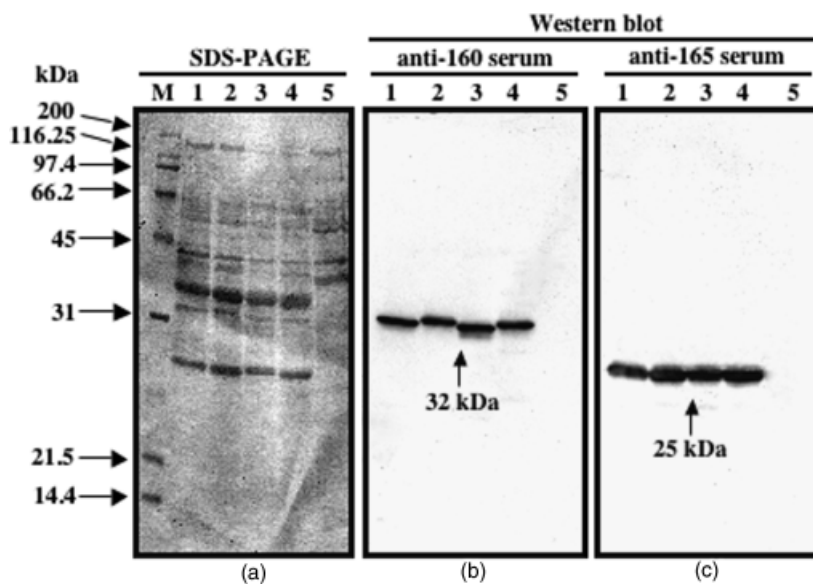 Western blot
SDS-PAGE anti-160 serum anti-165 serum
kDa
M 1 2 3 4 5 1 2 3 4 5 1 2 3 4 5
200
116.25
97.4
66.2
45
31
32 kDa
25 kDa
21.5
14.4
(a) (b) (c)